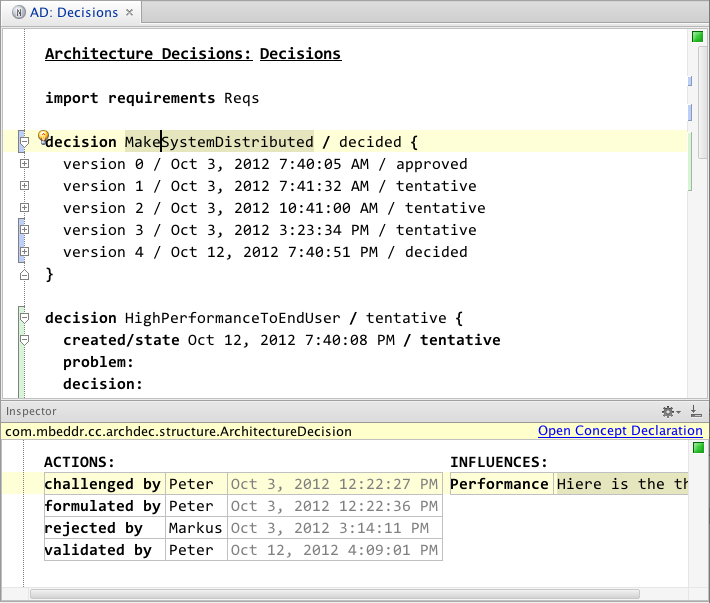 AD: Decisions
Architecture Decisions: Decisions
import requirements Reqs
decision MakeSystemDistributed / decided {
version 0 / Oct 3, 2012 7:40:05 AM / approved
version 1 / Oct 3, 2012 7:41:32 AM / tentative
version 2 / Oct 3, 2012 10:41:00 AM / tentative
version 3 / Oct 3, 2012 3:23:34 PM / tentative
version 4 / Oct 12, 2012 7:40:51 PM / decided
}
decision HighPerformanceToEndUser / tentative {
created/state Oct 12, 2012 7:40:08 PM / tentative
problem:
decision:
Inspector
com.mbeddr.cc.archdec.structure.ArchitectureDecision Open Concept Declaration
ACTIONS: INFLUENCES:
challenged by Peter Oct 3, 2012 12:22:27 PM Performance Hiere is the th
formulated by Peter Oct 3, 2012 12:22:36 PM
rejected by Markus Oct 3, 2012 3:14:11 PM
validated by Peter Oct 12, 2012 4:09:01 PM